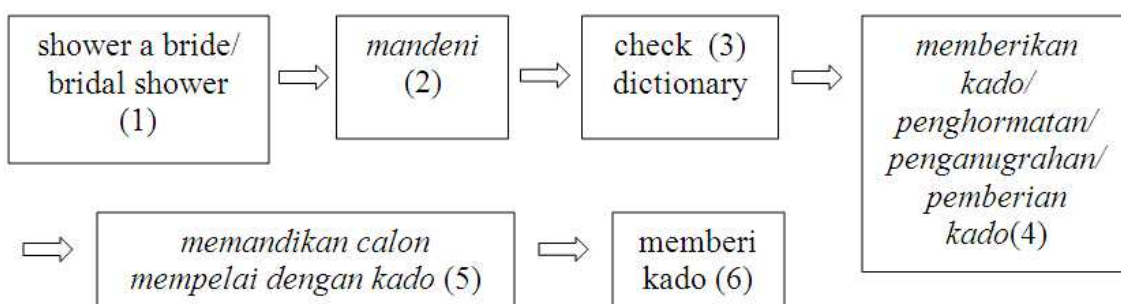 shower a bride/
bridal shower
(1)
mandeni
(2)
check (3)
dictionary
memberikan
kado/
penghormatan/
penganugrahan/
pemberian
kado(4)
memandikan calon
mempelai dengan kado (5)
memberi
kado (6)